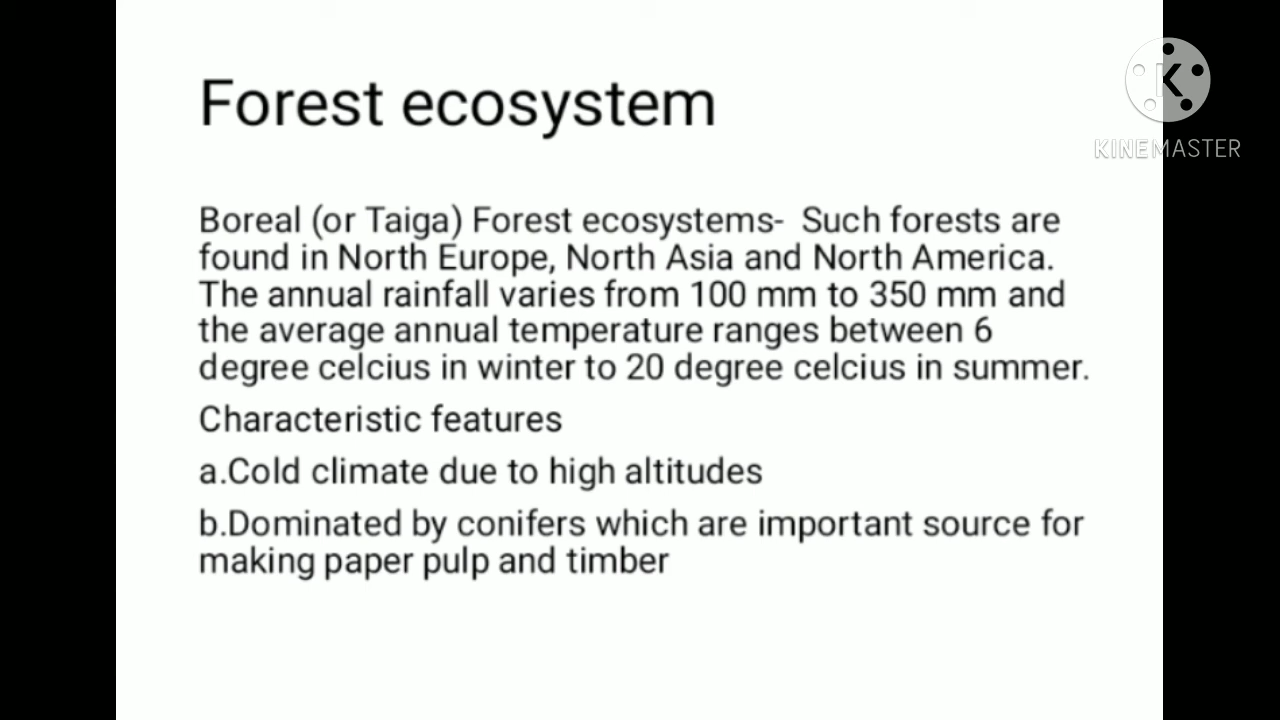 Forest ecosystem
KINEMASTER
Boreal (or Taiga) Forest ecosystems- Such forests are
found in North Europe, North Asia and North America.
The annual rainfall varies from 100 mm to 350 mm and
the average annual temperature ranges between 6
degree celcius in winter to 20 degree celcius in summer.
Characteristic features
a.Cold climate due to high altitudes
b.Dominated by conifers which are important source for
making paper pulp and timber